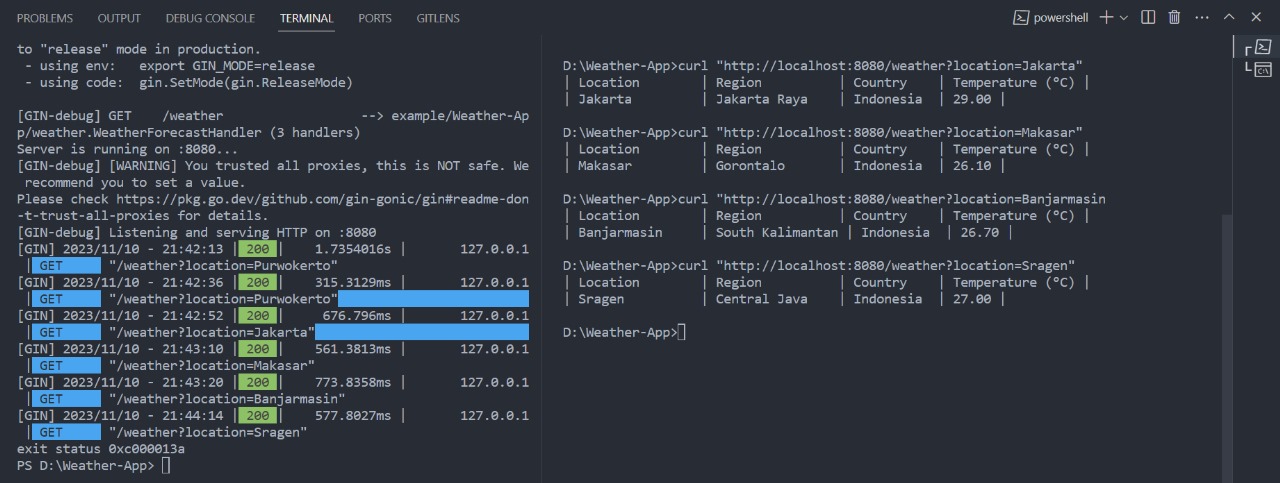 PROBLEMS OUTPUT DEBUG CONSOLE TERMINAL PORTS GITLENS powershell
to "release" mode in production.
- using env: export GIN_MODE=release
- using code: gin.SetMode(gin.ReleaseMode)
[GIN-debug] GET /weather --> example/Weather-Ap
p/weather.WeatherForecastHandler (3 handlers)
Server is running on :8080...
[GIN-debug] [WARNING] You trusted all proxies, this is NOT safe. We
recommend you to set a value.
Please check https://pkg.go.dev/github.com/gin-gonic/gin#readme-don
-t-trust-all-proxies for details.
[GIN-debug] Listening and serving HTTP on :8080
[GIN] 2023/11/10 - 21:42:13 | 200 | 1.7354016s | 127.0.0.1
| GET "/weather?location=Purwokerto"
[GIN] 2023/11/10 - 21:42:36 | 200 | 315.3129ms | 127.0.0.1
| GET "/weather?location=Purwokerto"
[GIN] 2023/11/10 - 21:42:52 | 200 | 676.796ms | 127.0.0.1
| GET "/weather?location=Jakarta"
[GIN] 2023/11/10 - 21:43:10 | 200 | 561.3813ms | 127.0.0.1
| GET "/weather?location=Makasar"
[GIN] 2023/11/10 - 21:43:20 | 200 | 773.8358ms | 127.0.0.1
| GET "/weather?location=Banjarmasin"
[GIN] 2023/11/10 - 21:44:14 | 200 | 577.8027ms | 127.0.0.1
| GET "/weather?location=Sragen"
exit status 0xc000013a
PS D:\Weather-App>
D:\Weather-App>curl "http://localhost:8080/weather?location=Jakarta"
| Location | Region | Country | Temperature (°C) |
| Jakarta | Jakarta Raya | Indonesia | 29.00 |
D:\Weather-App>curl "http://localhost:8080/weather?location=Makasar"
| Location | Region | Country | Temperature (°C) |
| Makasar | Gorontalo | Indonesia | 26.10 |
D:\Weather-App>curl "http://localhost:8080/weather?location=Banjarmasin
| Location | Region | Country | Temperature (°C) |
| Banjarmasin | South Kalimantan | Indonesia | 26.70 |
D:\Weather-App>curl "http://localhost:8080/weather?location=Sragen"
| Location | Region | Country | Temperature (°C) |
| Sragen | Central Java | Indonesia | 27.00 |
D:\Weather-App>